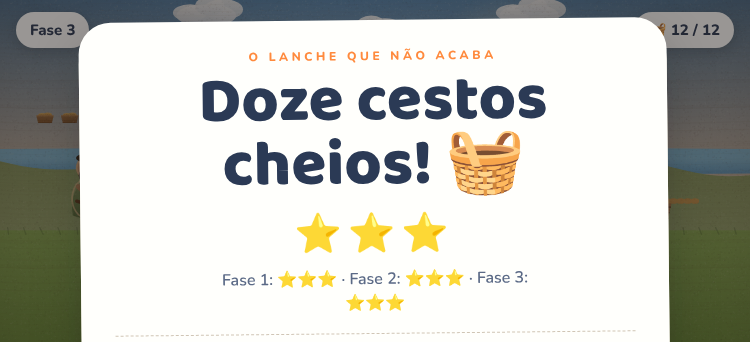 Fase 3
12 / 12
O LANCHE QUE NÃO ACABA
Doze cestos
cheios!
Fase 1: ⭐⭐⭐ · Fase 2: ⭐⭐⭐ · Fase 3:
⭐⭐⭐